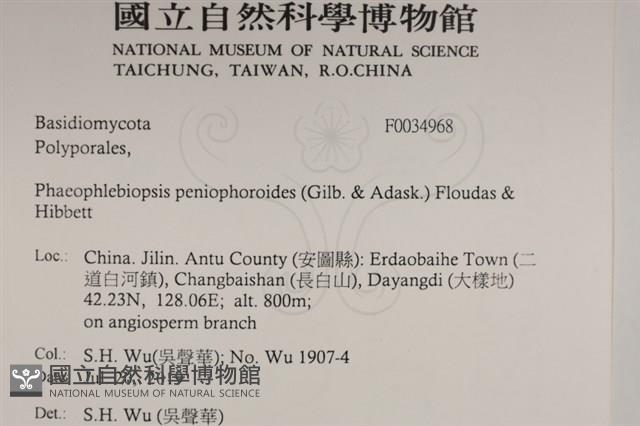 國立自然科學博物館
NATIONAL MUSEUM OF NATURAL SCIENCE
TAICHUNG, TAIWAN, R.O.CHINA
Basidiomycota F0034968
Polyporales,
Phaeophlebiopsis peniophoroides (Gilb. & Adask.) Floudas &
Hibbett
Loc.: China. Jilin. Antu County (安圖縣): Erdaobaihe Town (二
道白河鎮), Changbaishan (長白山), Dayangdi (大樣地)
42.23N, 128.06E; alt. 800m;
on angiosperm branch
Col.: S.H. Wu(吳聲華); No. Wu 1907-4
國立自然科學博物館
NATIONAL MUSEUM OF NATURAL SCIENCE
Det.: S.H. Wu (吳聲華)